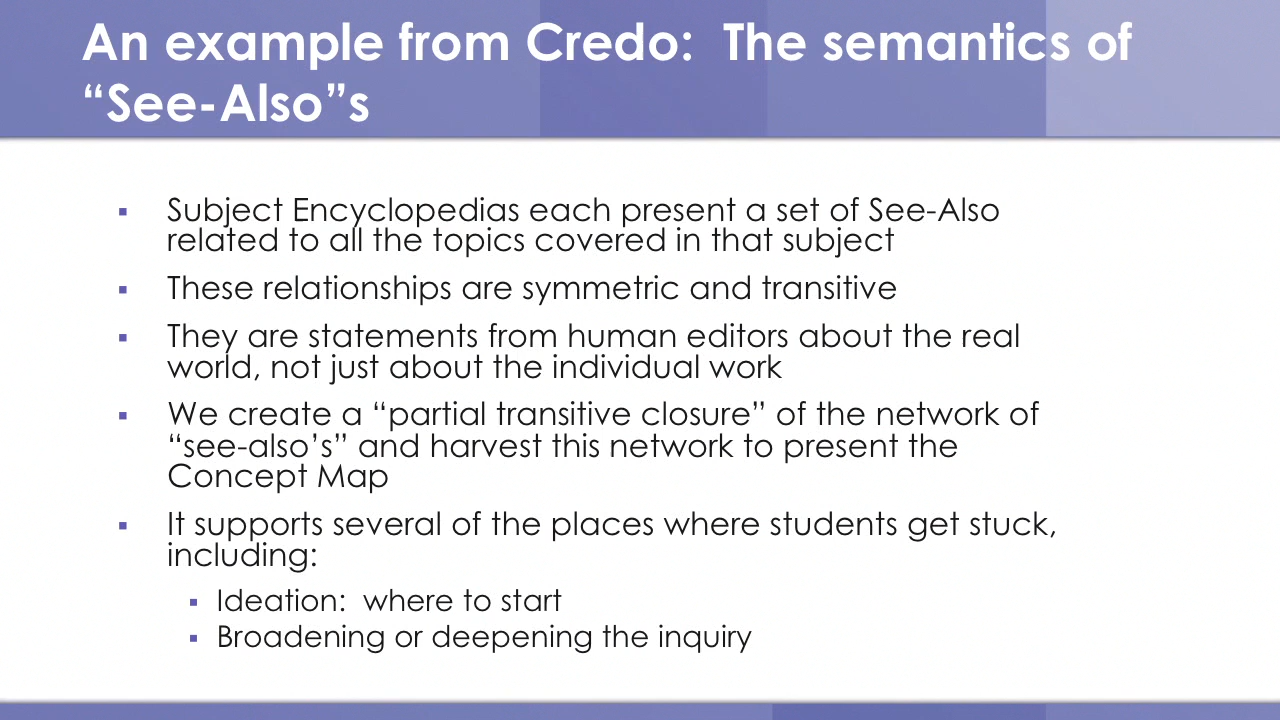 An example from Credo:  The semantics of
“See-Also”s
▪ Subject Encyclopedias each present a set of See-Also
related to all the topics covered in that subject
▪ These relationships are symmetric and transitive
▪ They are statements from human editors about the real
world, not just about the individual work
▪ We create a “partial transitive closure” of the network of
“see-also’s” and harvest this network to present the
Concept Map
▪ It supports several of the places where students get stuck,
including:
▪ Ideation:  where to start
▪ Broadening or deepening the inquiry